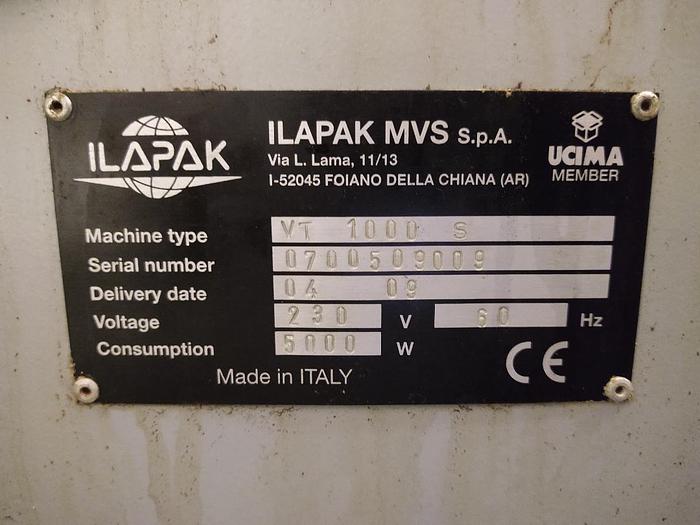 ILAPAK
ILAPAK MVS S.p.A.
Via L. Lama, 11/13
I-52045 FOIANO DELLA CHIANA (AR)
UCIMA
MEMBER
Machine type VT 1000 S
Serial number 0700509009
Delivery date 04 09
Voltage 230 V 60 Hz
Consumption 5000 W
CE
Made in ITALY